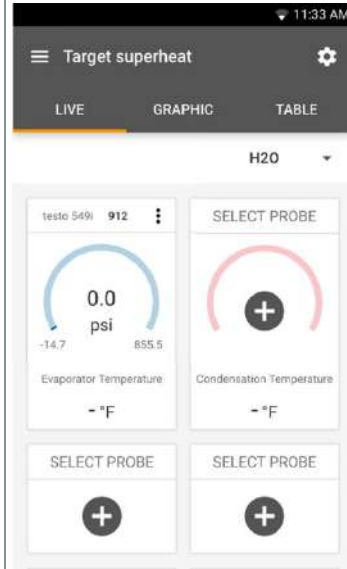 11:33 AM
Target superheat
LIVE GRAPHIC TABLE
H2O
testo 549i 912 SELECT PROBE
0.0
psi
-14.7 855.5
Evaporator Temperature Condensation Temperature
- °F - °F
SELECT PROBE SELECT PROBE